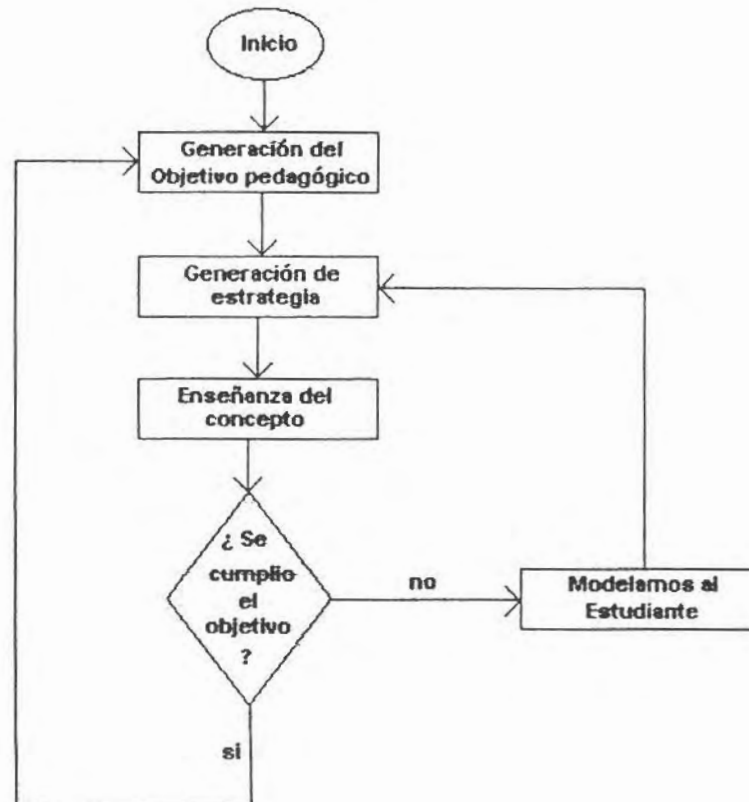 Inicio
Generación del
Objetivo pedagógico
Generación de
estrategia
Enseñanza del
concepto
¿ Se
cumplio
el
objetivo
?
no
Modelamos al
Estudiante
si